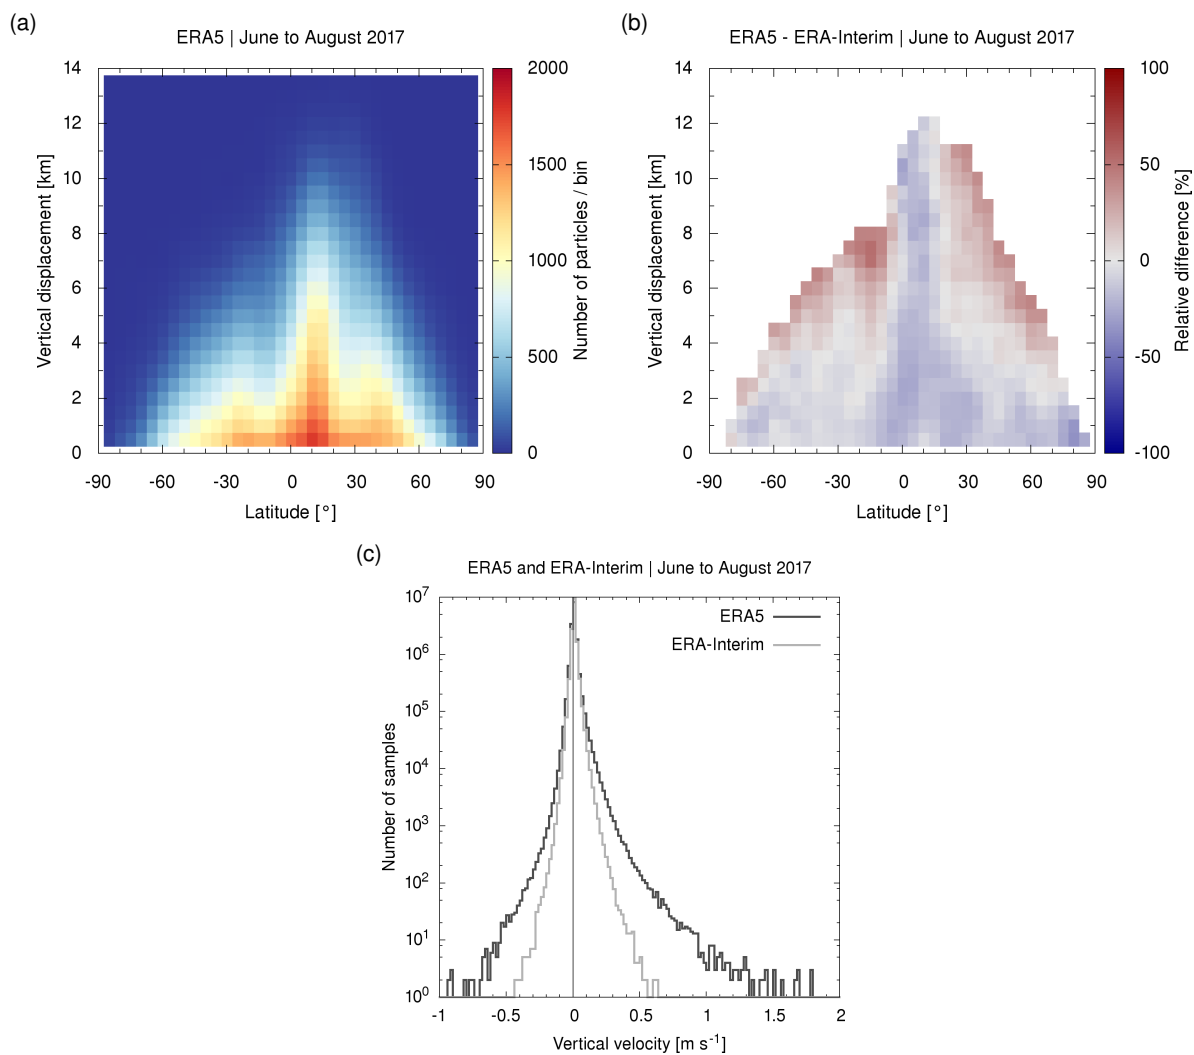 (a)
ERA5 | June to August 2017
14
12
10
8
6
4
2
0
Vertical displacement [km]
-90 -60 -30 0 30 60 90
Latitude [°]
2000
1500
1000
500
0
Number of particles / bin
(b)
ERA5 - ERA-Interim | June to August 2017
14
12
10
8
6
4
2
0
Vertical displacement [km]
-90 -60 -30 0 30 60 90
Latitude [°]
100
50
0
-50
-100
Relative difference [%]
(c)
ERA5 and ERA-Interim | June to August 2017
10⁷
10⁶
10⁵
10⁴
10³
10²
10¹
10⁰
Number of samples
ERA5
ERA-Interim
-1 -0.5 0 0.5 1 1.5 2
Vertical velocity [m s⁻¹]